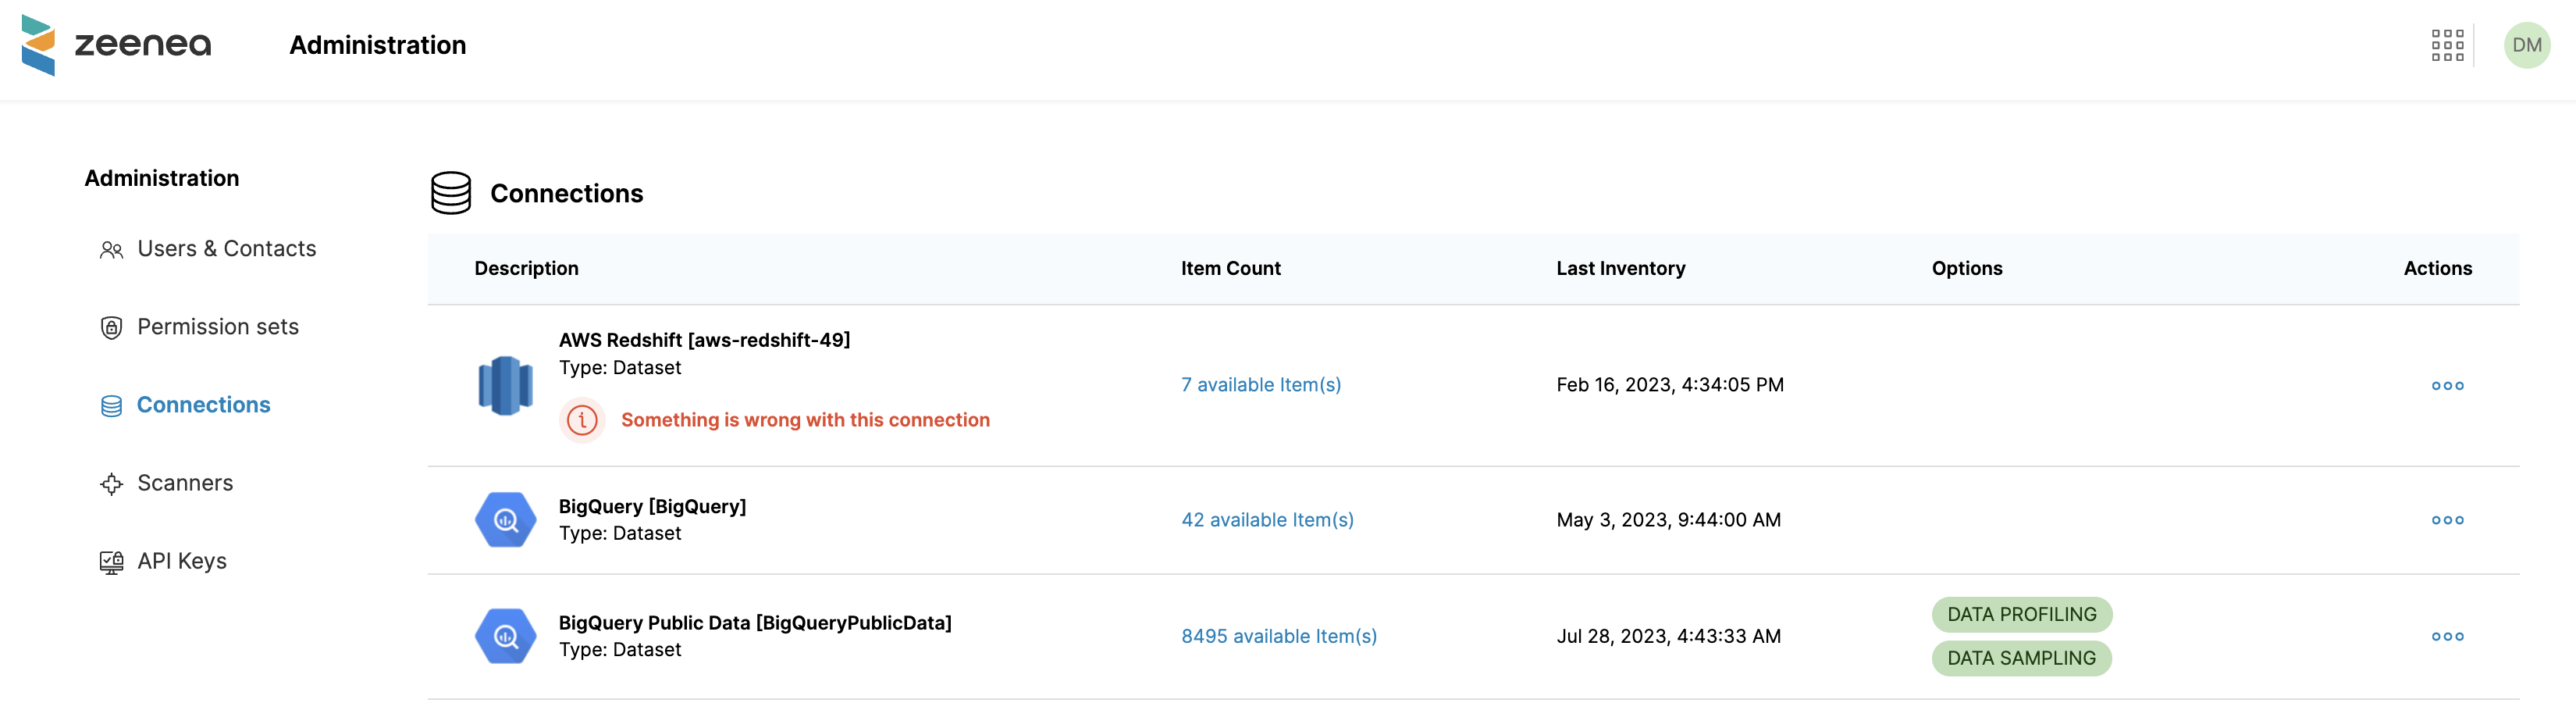 zeenea
Administration
DM
Administration
Users & Contacts
Permission sets
Connections
Scanners
API Keys
Connections
Description Item Count Last Inventory Options Actions
AWS Redshift [aws-redshift-49]
Type: Dataset
Something is wrong with this connection
7 available Item(s)
Feb 16, 2023, 4:34:05 PM
BigQuery [BigQuery]
Type: Dataset
42 available Item(s)
May 3, 2023, 9:44:00 AM
BigQuery Public Data [BigQueryPublicData]
Type: Dataset
8495 available Item(s)
Jul 28, 2023, 4:43:33 AM
DATA PROFILING
DATA SAMPLING